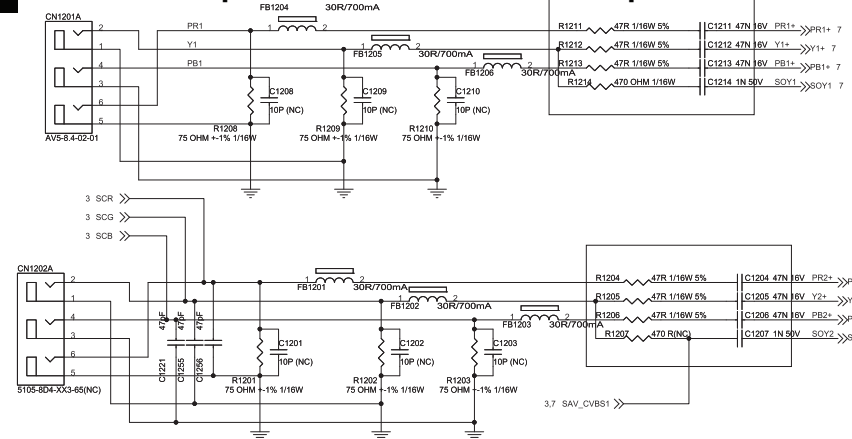 FB1204 30R/700mA
CN1201A
2 PR1 1 2 R1211 47R 1/16W 5% C1211 47N 16V PR1+ PR1+ 7
1 Y1 1 FB1205 2 30R/700mA R1212 47R 1/16W 5% C1212 47N 16V Y1+ Y1+ 7
4 PB1 1 FB1206 2 30R/700mA R1213 47R 1/16W 5% C1213 47N 16V PB1+ PB1+ 7
3 R1214 470 OHM 1/16W C1214 1N 50V SOY1 SOY1 7
C1208 C1209 C1210
6 10P (NC) 10P (NC) 10P (NC)
5 R1208 R1209 R1210
AV5-8.4-02-01 75 OHM +-1% 1/16W 75 OHM +-1% 1/16W 75 OHM +-1% 1/16W
3 SCR
3 SCG
3 SCB
CN1202A
2 1 FB1201 2 30R/700mA R1204 47R 1/16W 5% C1204 47N 16V PR2+ P
1 1 FB1202 2 30R/700mA R1205 47R 1/16W 5% C1205 47N 16V Y2+ Y
4 47pF 47pF 47pF 1 FB1203 2 30R/700mA R1206 47R 1/16W 5% C1206 47N 16V PB2+ P
3 R1207 470 R(NC) C1207 1N 50V SOY2 S
C1201 C1202 C1203
6 C1221 C1255 C1256 10P (NC) 10P (NC) 10P (NC)
5 R1201 R1202 R1203
5105-8D4-XX3-65(NC) 75 OHM +-1% 1/16W 75 OHM +-1% 1/16W 75 OHM +-1% 1/16W
3,7 SAV_CVBS1